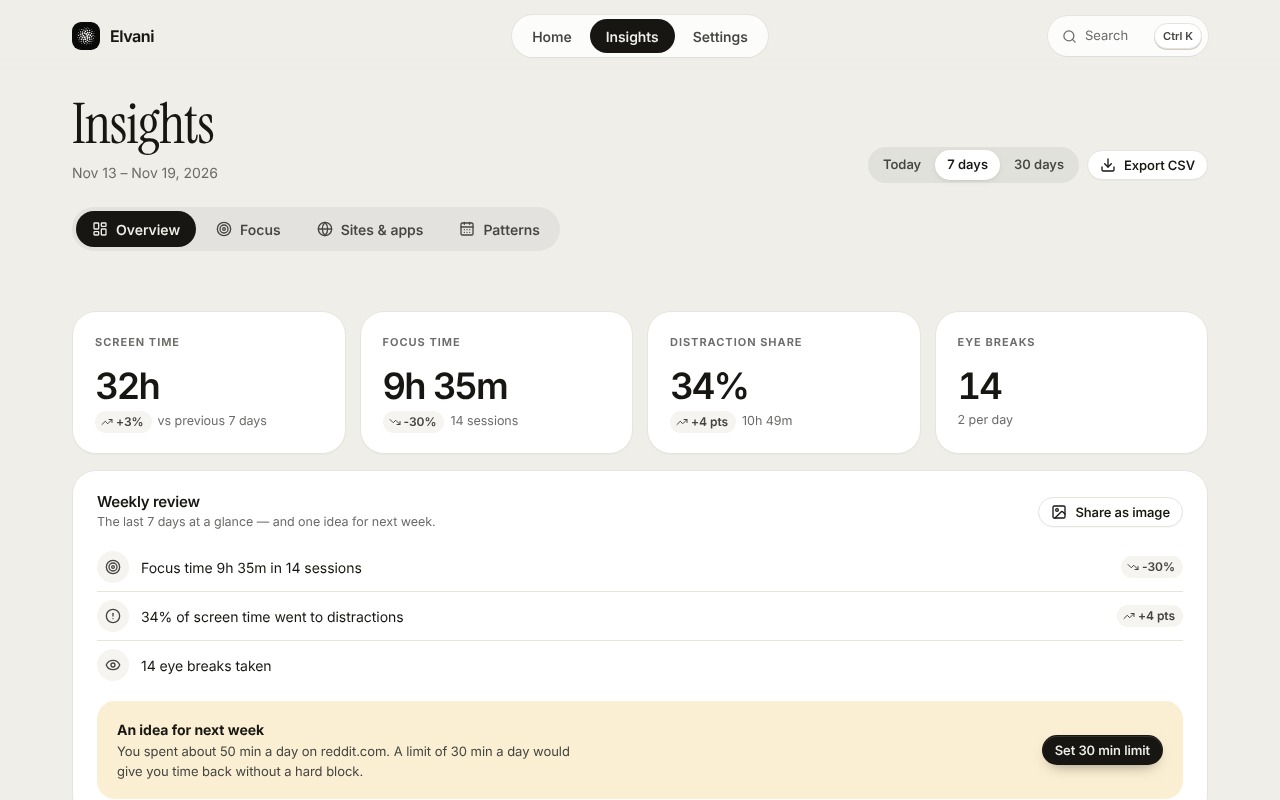 Elvani
Home
Insights
Settings
Search
Ctrl K
Insights
Nov 13 – Nov 19, 2026
Today
7 days
30 days
Export CSV
Overview
Focus
Sites & apps
Patterns
SCREEN TIME
32h
+3%
vs previous 7 days
FOCUS TIME
9h 35m
-30%
14 sessions
DISTRACTION SHARE
34%
+4 pts
10h 49m
EYE BREAKS
14
2 per day
Weekly review
The last 7 days at a glance — and one idea for next week.
Share as image
Focus time 9h 35m in 14 sessions
-30%
34% of screen time went to distractions
+4 pts
14 eye breaks taken
An idea for next week
You spent about 50 min a day on reddit.com. A limit of 30 min a day would
give you time back without a hard block.
Set 30 min limit